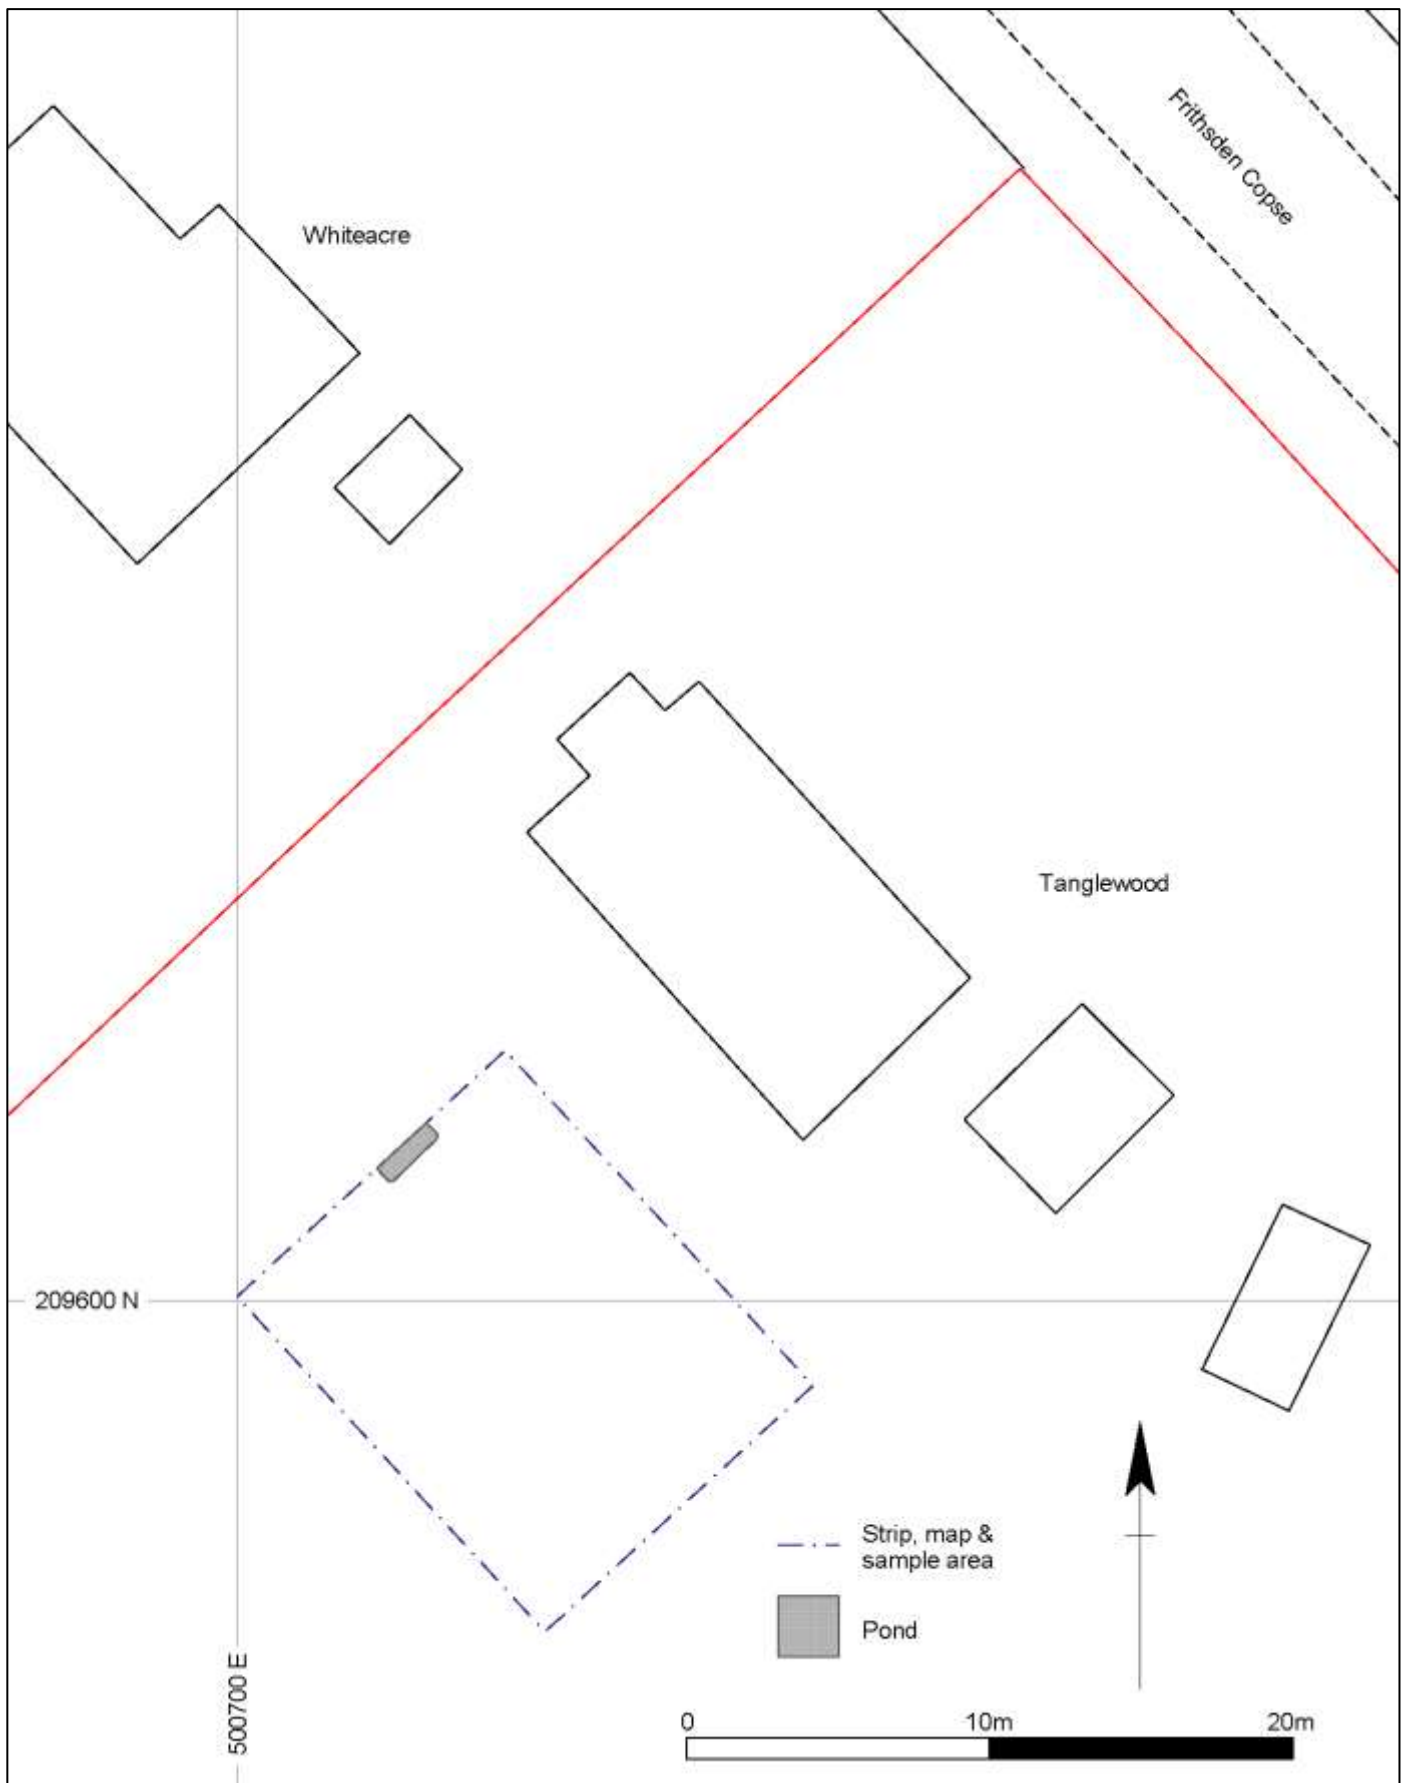 Frithsden Copse
Whiteacre
Tanglewood
209600 N
Strip, map &
sample area
Pond
500700 E
0 10m 20m